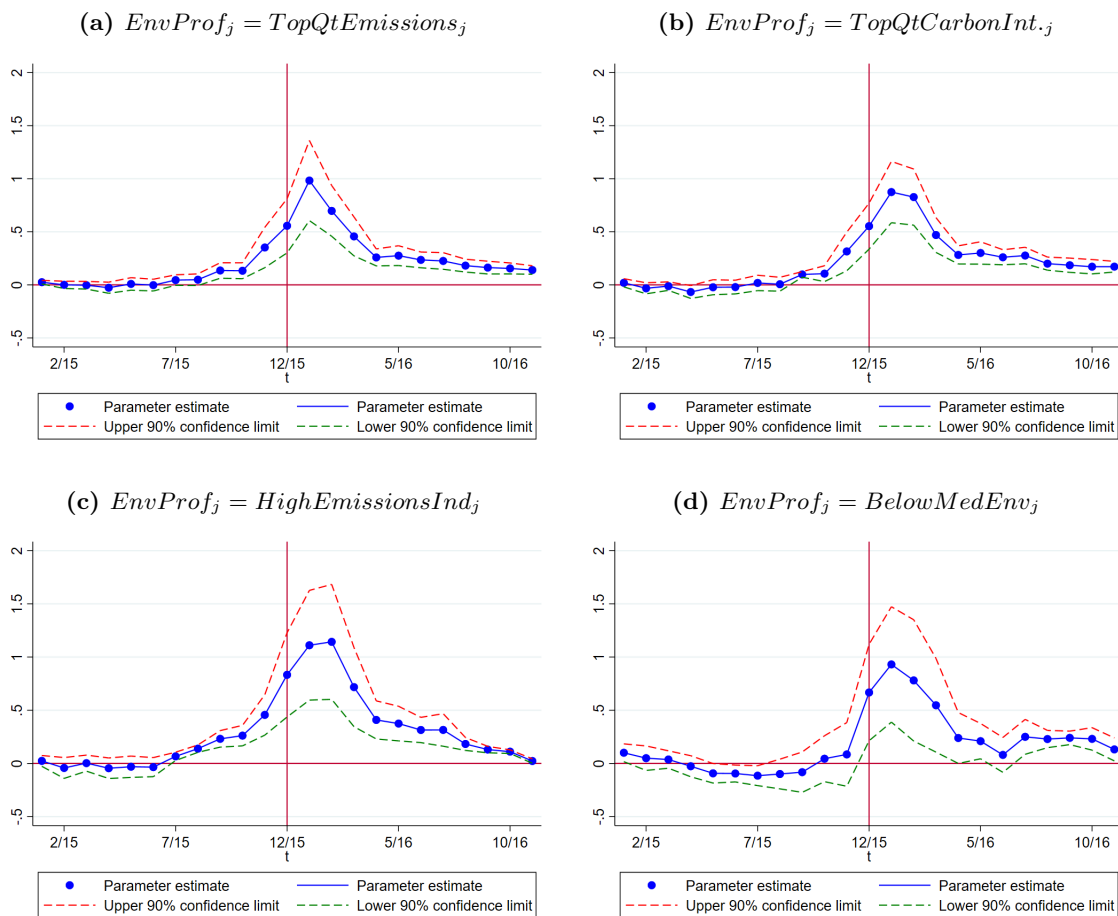 (a) EnvProf_j = TopQtEmissions_j
2
1.5
1
.5
0
-.5
2/15 7/15 12/15 5/16 10/16
t
Parameter estimate Parameter estimate
Upper 90% confidence limit Lower 90% confidence limit
(b) EnvProf_j = TopQtCarbonInt._j
2
1.5
1
.5
0
-.5
2/15 7/15 12/15 5/16 10/16
t
Parameter estimate Parameter estimate
Upper 90% confidence limit Lower 90% confidence limit
(c) EnvProf_j = HighEmissionsInd_j
2
1.5
1
.5
0
-.5
2/15 7/15 12/15 5/16 10/16
t
Parameter estimate Parameter estimate
Upper 90% confidence limit Lower 90% confidence limit
(d) EnvProf_j = BelowMedEnv_j
2
1.5
1
.5
0
-.5
2/15 7/15 12/15 5/16 10/16
t
Parameter estimate Parameter estimate
Upper 90% confidence limit Lower 90% confidence limit